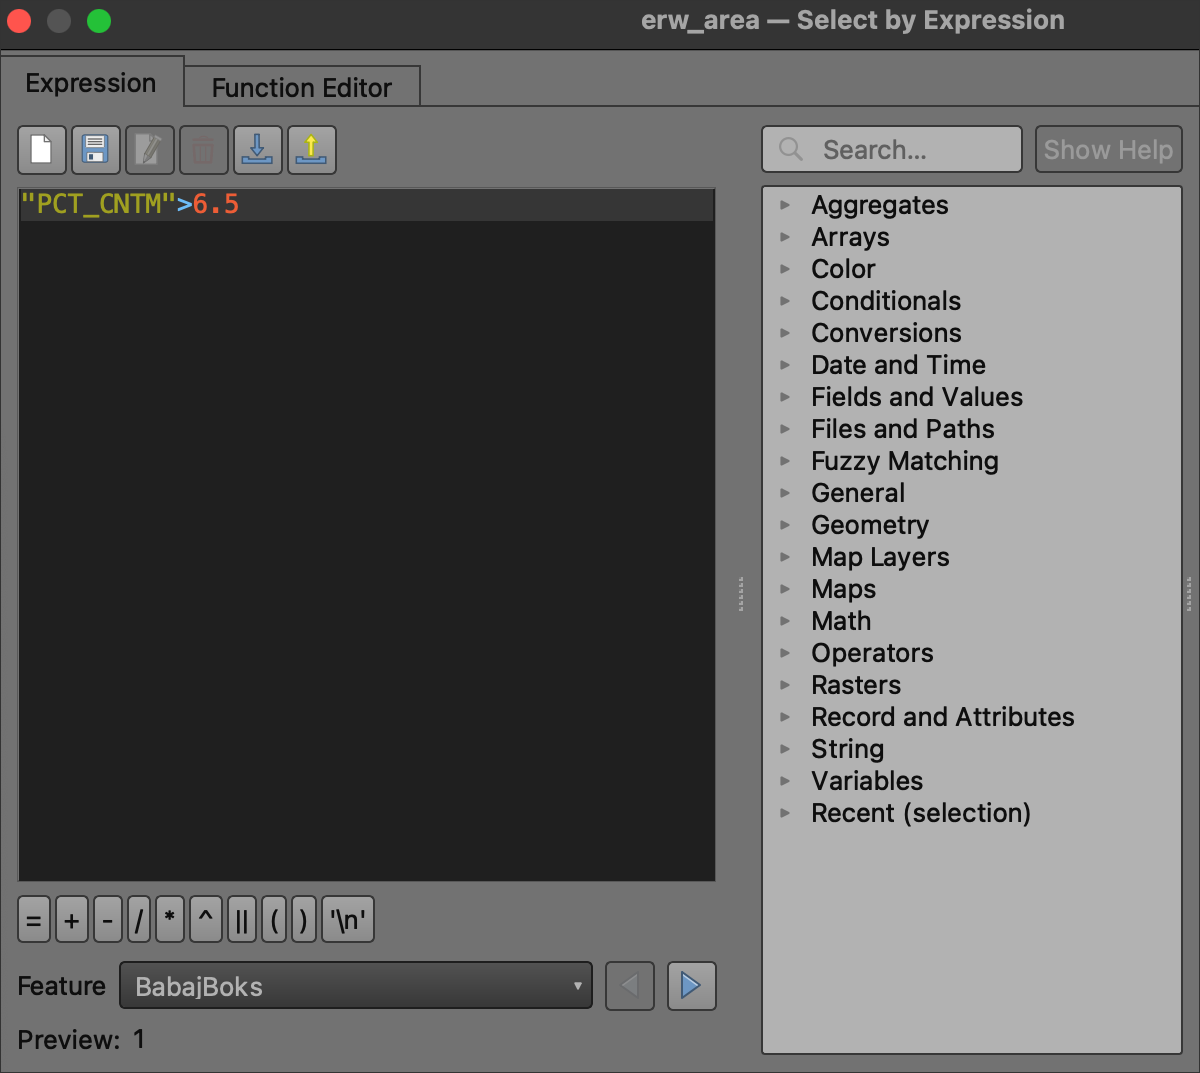 erw_area — Select by Expression
Expression
Function Editor
Search...
Show Help
"PCT_CNTM">6.5
Aggregates
Arrays
Color
Conditionals
Conversions
Date and Time
Fields and Values
Files and Paths
Fuzzy Matching
General
Geometry
Map Layers
Maps
Math
Operators
Rasters
Record and Attributes
String
Variables
Recent (selection)
= + - / * ^ || ( ) '\n'
Feature BabajBoks
Preview: 1